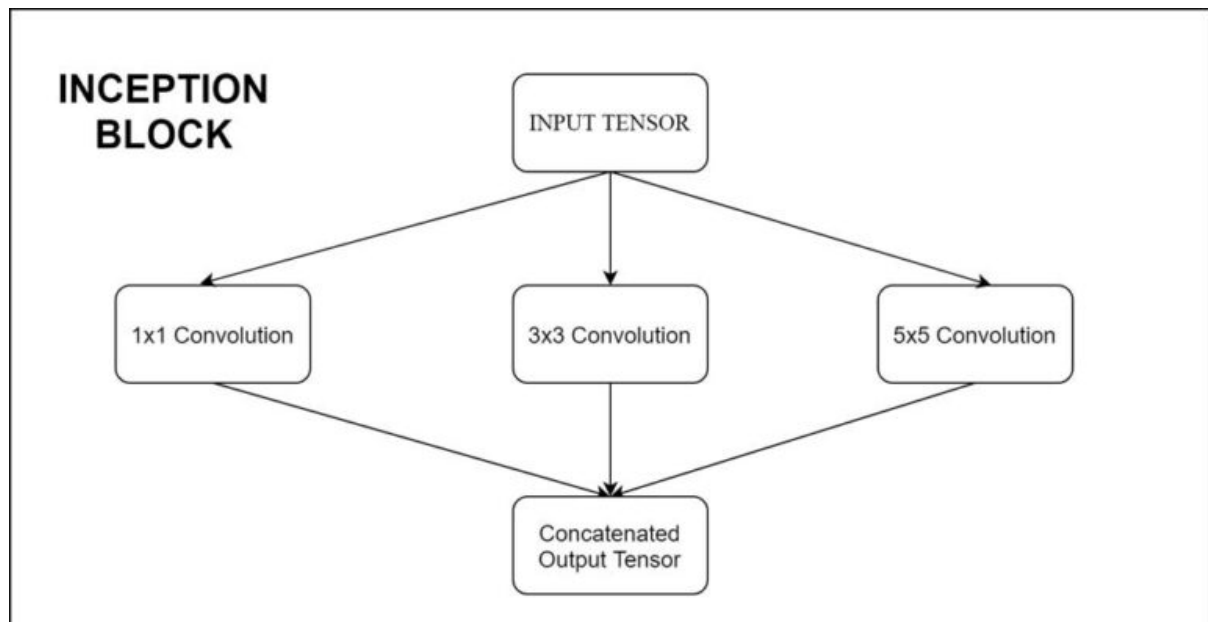 INCEPTION
BLOCK
INPUT TENSOR
1x1 Convolution
3x3 Convolution
5x5 Convolution
Concatenated
Output Tensor